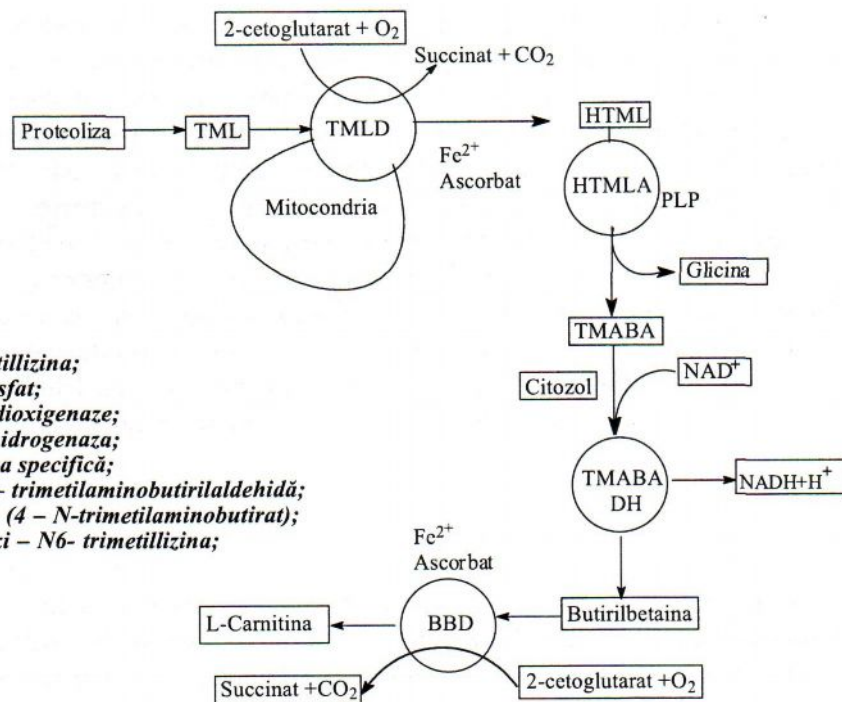 2-cetoglutarat + O₂
Succinat + CO₂
Proteoliza
TML
TMLD
Fe²⁺
Ascorbat
Mitocondria
HTML
HTMLA
PLP
Glicina
TMABA
Citozol
NAD⁺
TMABA
DH
NADH+H⁺
tillizina;
sfat;
dioxigenaze;
idrogenaza;
a specifică;
- trimetilaminobutirilaldehidă;
(4 – N-trimetilaminobutirat);
xi – N6- trimetillizina;
Fe²⁺
Ascorbat
L-Carnitina
BBD
Butirilbetaina
Succinat +CO₂
2-cetoglutarat +O₂